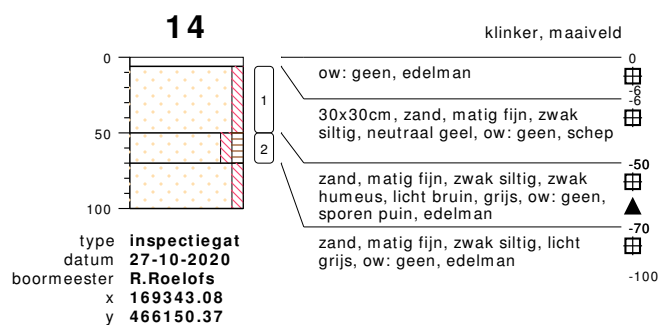 14
klinker, maaiveld
0
50
100
1
2
0
ow: geen, edelman
-6
-6
30x30cm, zand, matig fijn, zwak
siltig, neutraal geel, ow: geen, schep
-50
zand, matig fijn, zwak siltig, zwak
humeus, licht bruin, grijs, ow: geen,
sporen puin, edelman
-70
zand, matig fijn, zwak siltig, licht
grijs, ow: geen, edelman
-100
type inspectiegat
datum 27-10-2020
boormeester R.Roelofs
x 169343.08
y 466150.37